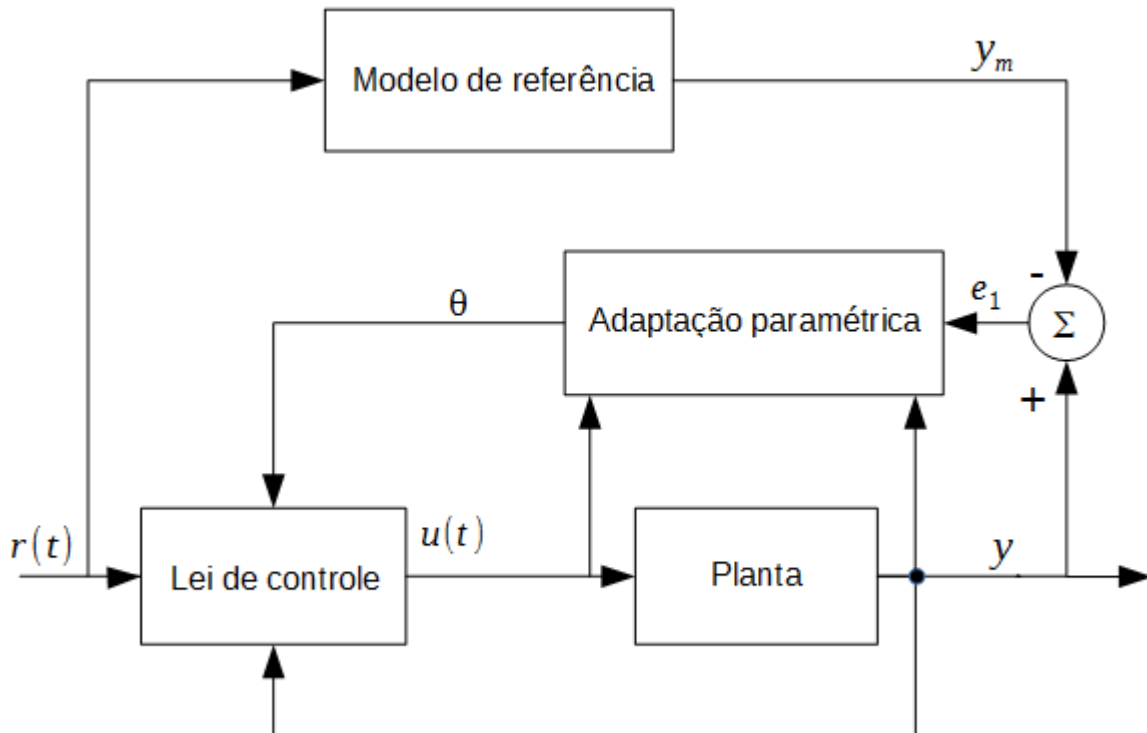 Modelo de referência
y_m
-
e_1
Σ
θ
Adaptação paramétrica
+
r(t)
Lei de controle
u(t)
Planta
y